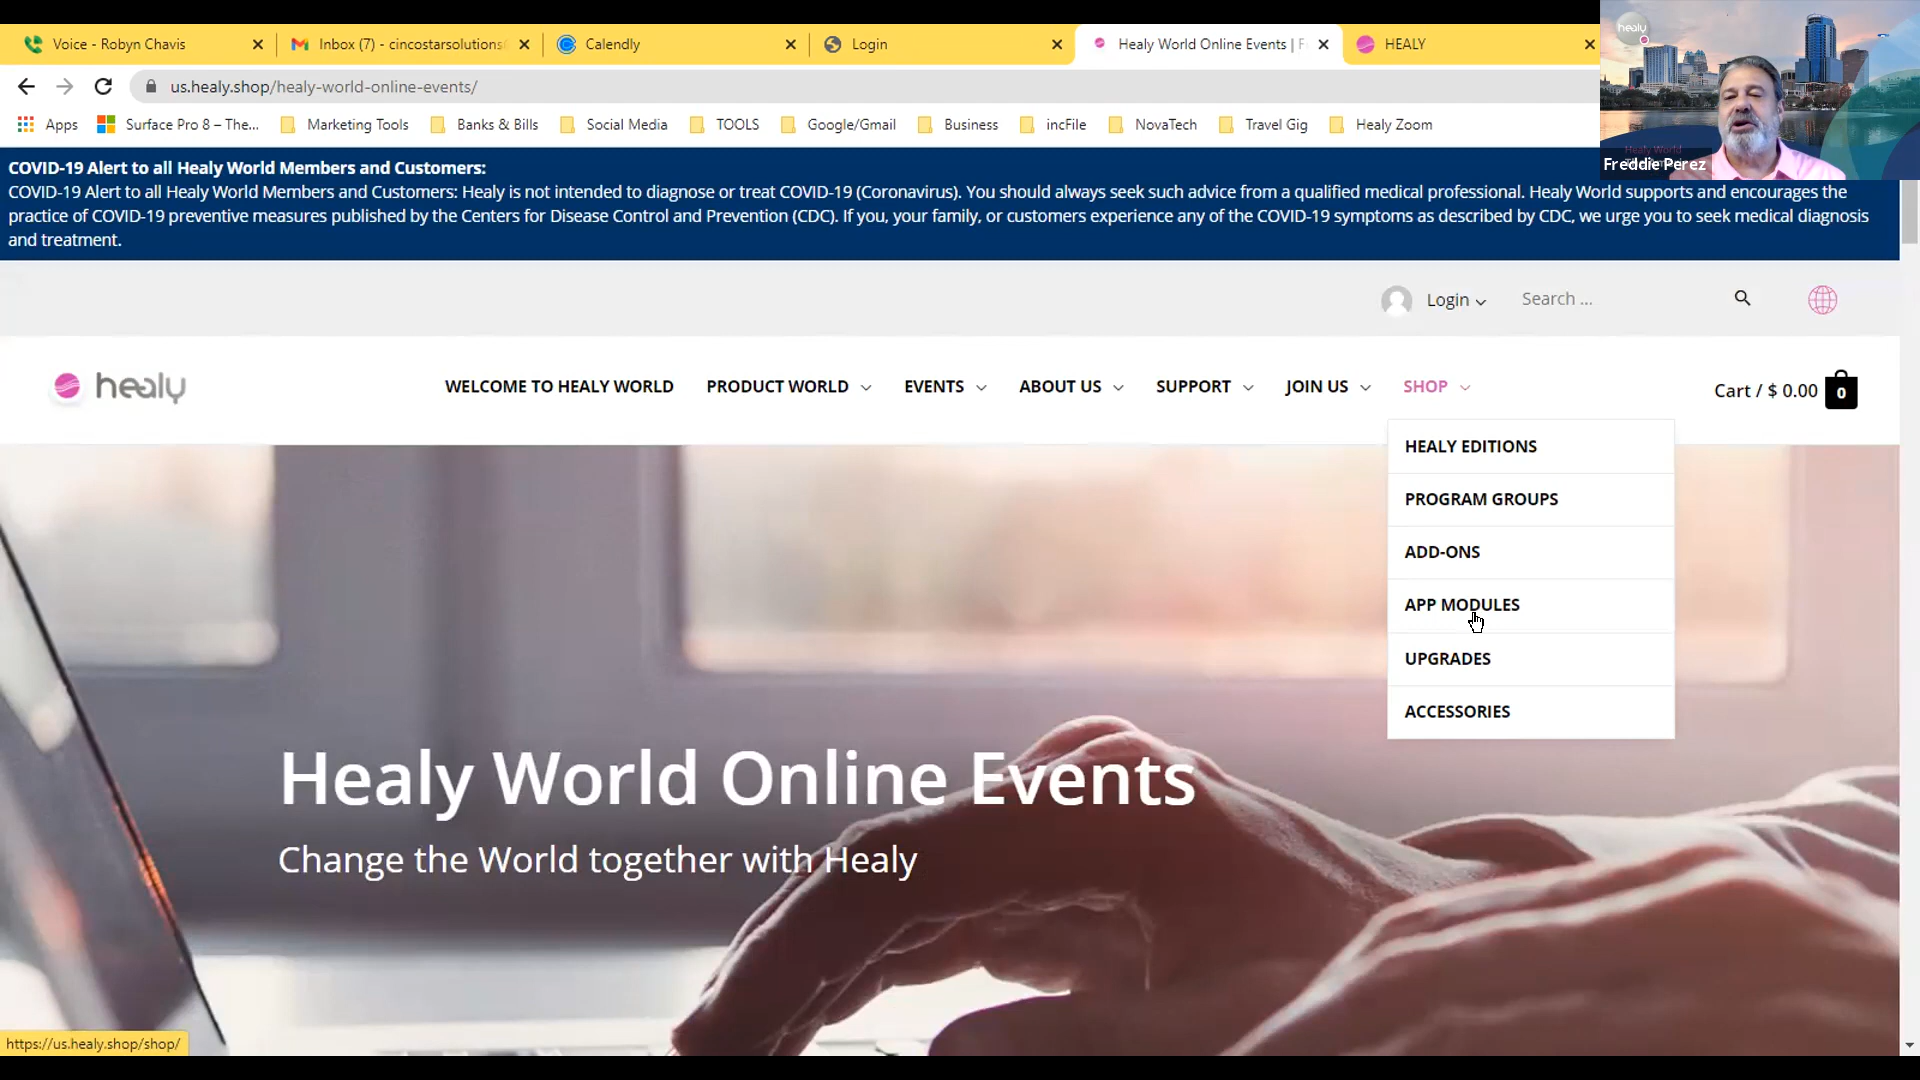 Voice - Robyn Chavis
Inbox (7) - cincostarsolutions
Calendly
Login
Healy World Online Events |
HEALY
us.healy.shop/healy-world-online-events/
Apps
Surface Pro 8 – The...
Marketing Tools
Banks & Bills
Social Media
TOOLS
Google/Gmail
Business
incFile
NovaTech
Travel Gig
Healy Zoom
healy
Healy World
Freddie Perez
COVID-19 Alert to all Healy World Members and Customers:
COVID-19 Alert to all Healy World Members and Customers: Healy is not intended to diagnose or treat COVID-19 (Coronavirus). You should always seek such advice from a qualified medical professional. Healy World supports and encourages the
practice of COVID-19 preventive measures published by the Centers for Disease Control and Prevention (CDC). If you, your family, or customers experience any of the COVID-19 symptoms as described by CDC, we urge you to seek medical diagnosis
and treatment.
Login
Search ...
healy
WELCOME TO HEALY WORLD
PRODUCT WORLD
EVENTS
ABOUT US
SUPPORT
JOIN US
SHOP
Cart / $ 0.00
0
HEALY EDITIONS
PROGRAM GROUPS
ADD-ONS
APP MODULES
UPGRADES
ACCESSORIES
Healy World Online Events
Change the World together with Healy
https://us.healy.shop/shop/